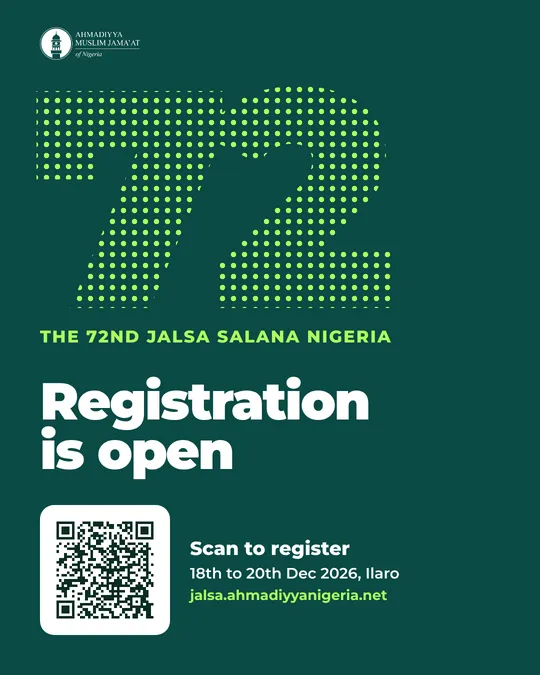 AHMADIYYA
MUSLIM JAMA'AT
of Nigeria
72
THE 72ND JALSA SALANA NIGERIA
Registration
is open
Scan to register
18th to 20th Dec 2026, Ilaro
jalsa.ahmadiyyanigeria.net